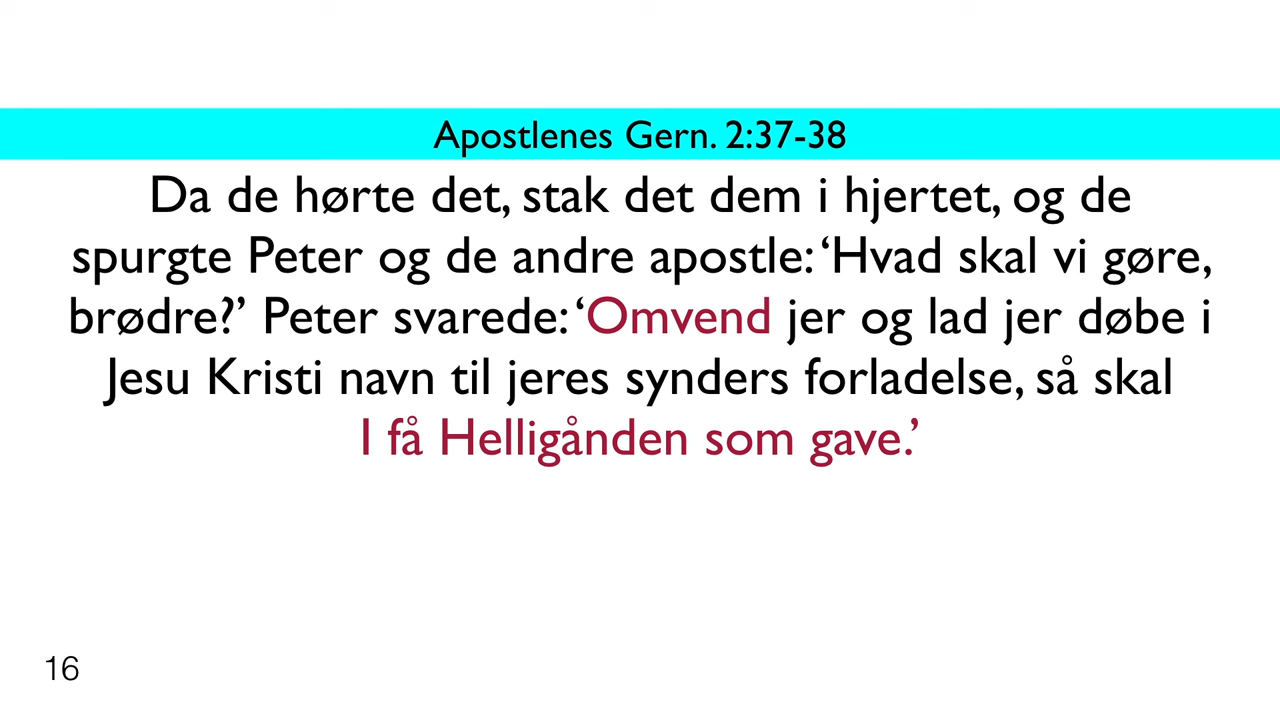 Apostlenes Gern. 2:37-38
Da de hørte det, stak det dem i hjertet, og de
spurgte Peter og de andre apostle: ‘Hvad skal vi gøre,
brødre?’ Peter svarede: ‘Omvend jer og lad jer døbe i
Jesu Kristi navn til jeres synders forladelse, så skal
I få Helligånden som gave.’
16